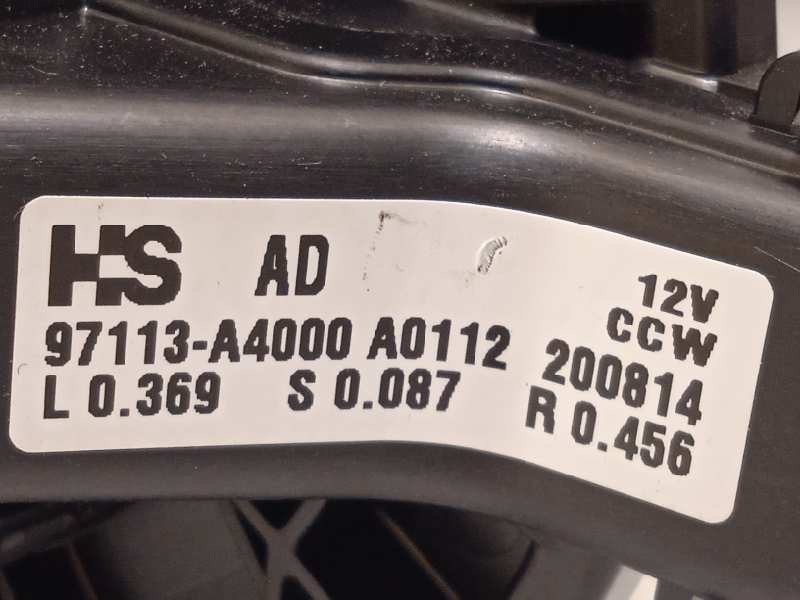 HS AD 12V
CCW
97113-A4000 A0112 200814
L 0.369 S 0.087 R 0.456